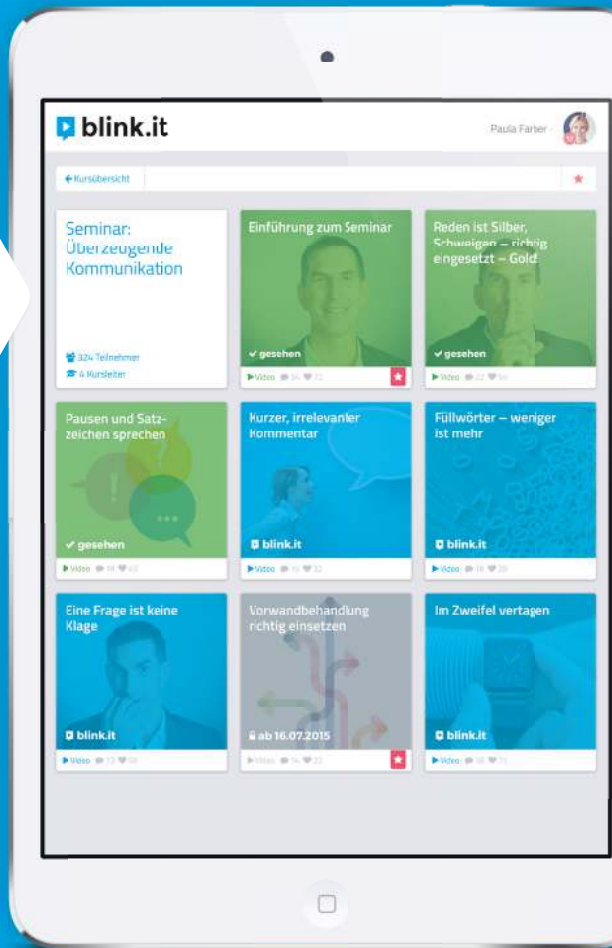 blink.it
Paula Farber
Kursübersicht
Seminar:
Überzeugende
Kommunikation
324 Teilnehmer
4 Kursleiter
Einführung zum Seminar
gesehen
Video
Reden ist Silber,
Schweigen – richtig
eingesetzt – Gold!
gesehen
Video
Pausen und Satz-
zeichen sprechen
gesehen
Video
Kurzer, irrelevanter
Kommentar
blink.it
Video
Füllwörter – weniger
ist mehr
blink.it
Video
Eine Frage ist keine
Klage
blink.it
Video
Vorwandbehandlung
richtig einsetzen
ab 16.07.2015
Video
Im Zweifel vertagen
blink.it
Video